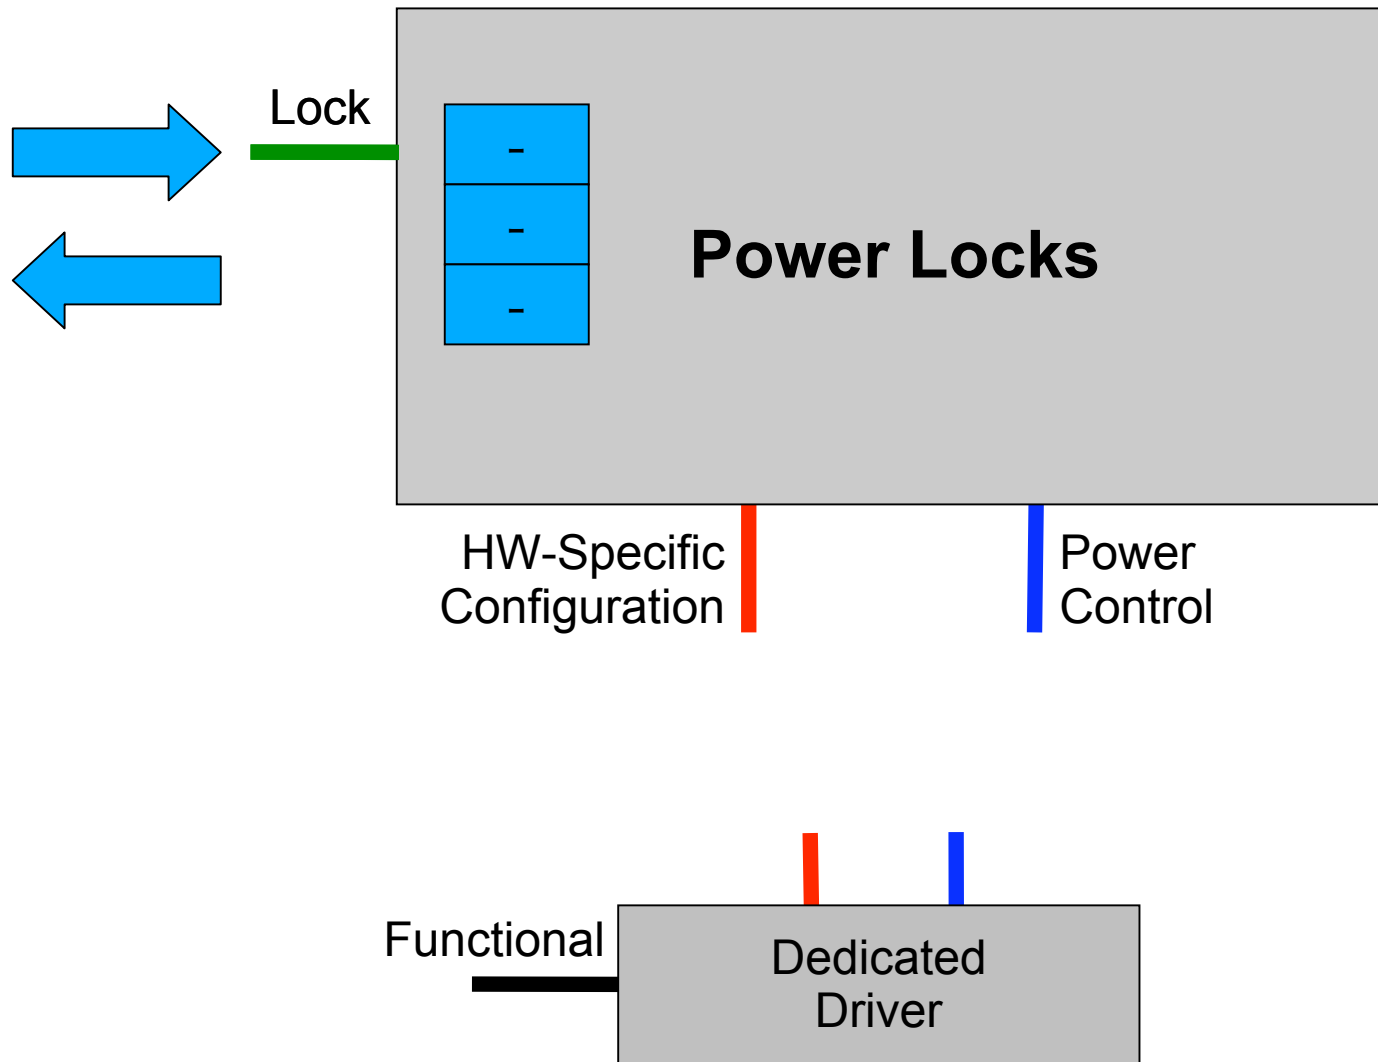 Lock
-
-
-
Power Locks
HW-Specific
Configuration
Power
Control
Functional
Dedicated
Driver